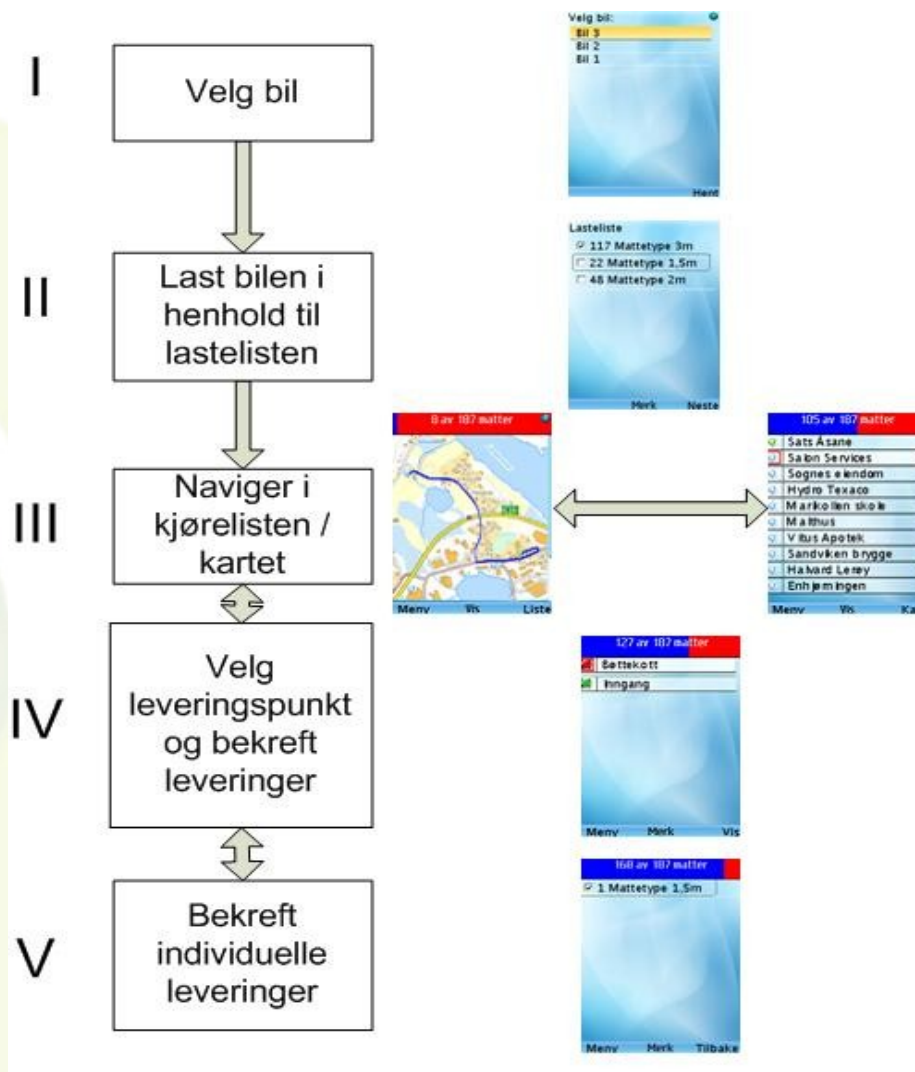 I
Velg bil
Velg bil:
Bil 3
Bil 2
Bil 1
Hent
II
Last bilen i
henhold til
lastelisten
Lasteliste
117 Mattetype 3m
22 Mattetype 1,5m
48 Mattetype 2m
Merk Neste
III
Naviger i
kjørelisten /
kartet
8 av 187 matter
Meny Vis Liste
105 av 187 matter
Sats Åsane
Salon Services
Sognes eiendom
Hydro Texaco
Marikollen skole
Malthus
Vitus Apotek
Sandviken brygge
Halvard Lerøy
Enhjørningen
Meny Vis Ka
IV
Velg
leveringspunkt
og bekreft
leveringer
127 av 187 matter
Bøttekott
Inngang
Meny Merk Vis
V
Bekreft
individuelle
leveringer
168 av 187 matter
1 Mattetype 1,5m
Meny Merk Tilbake